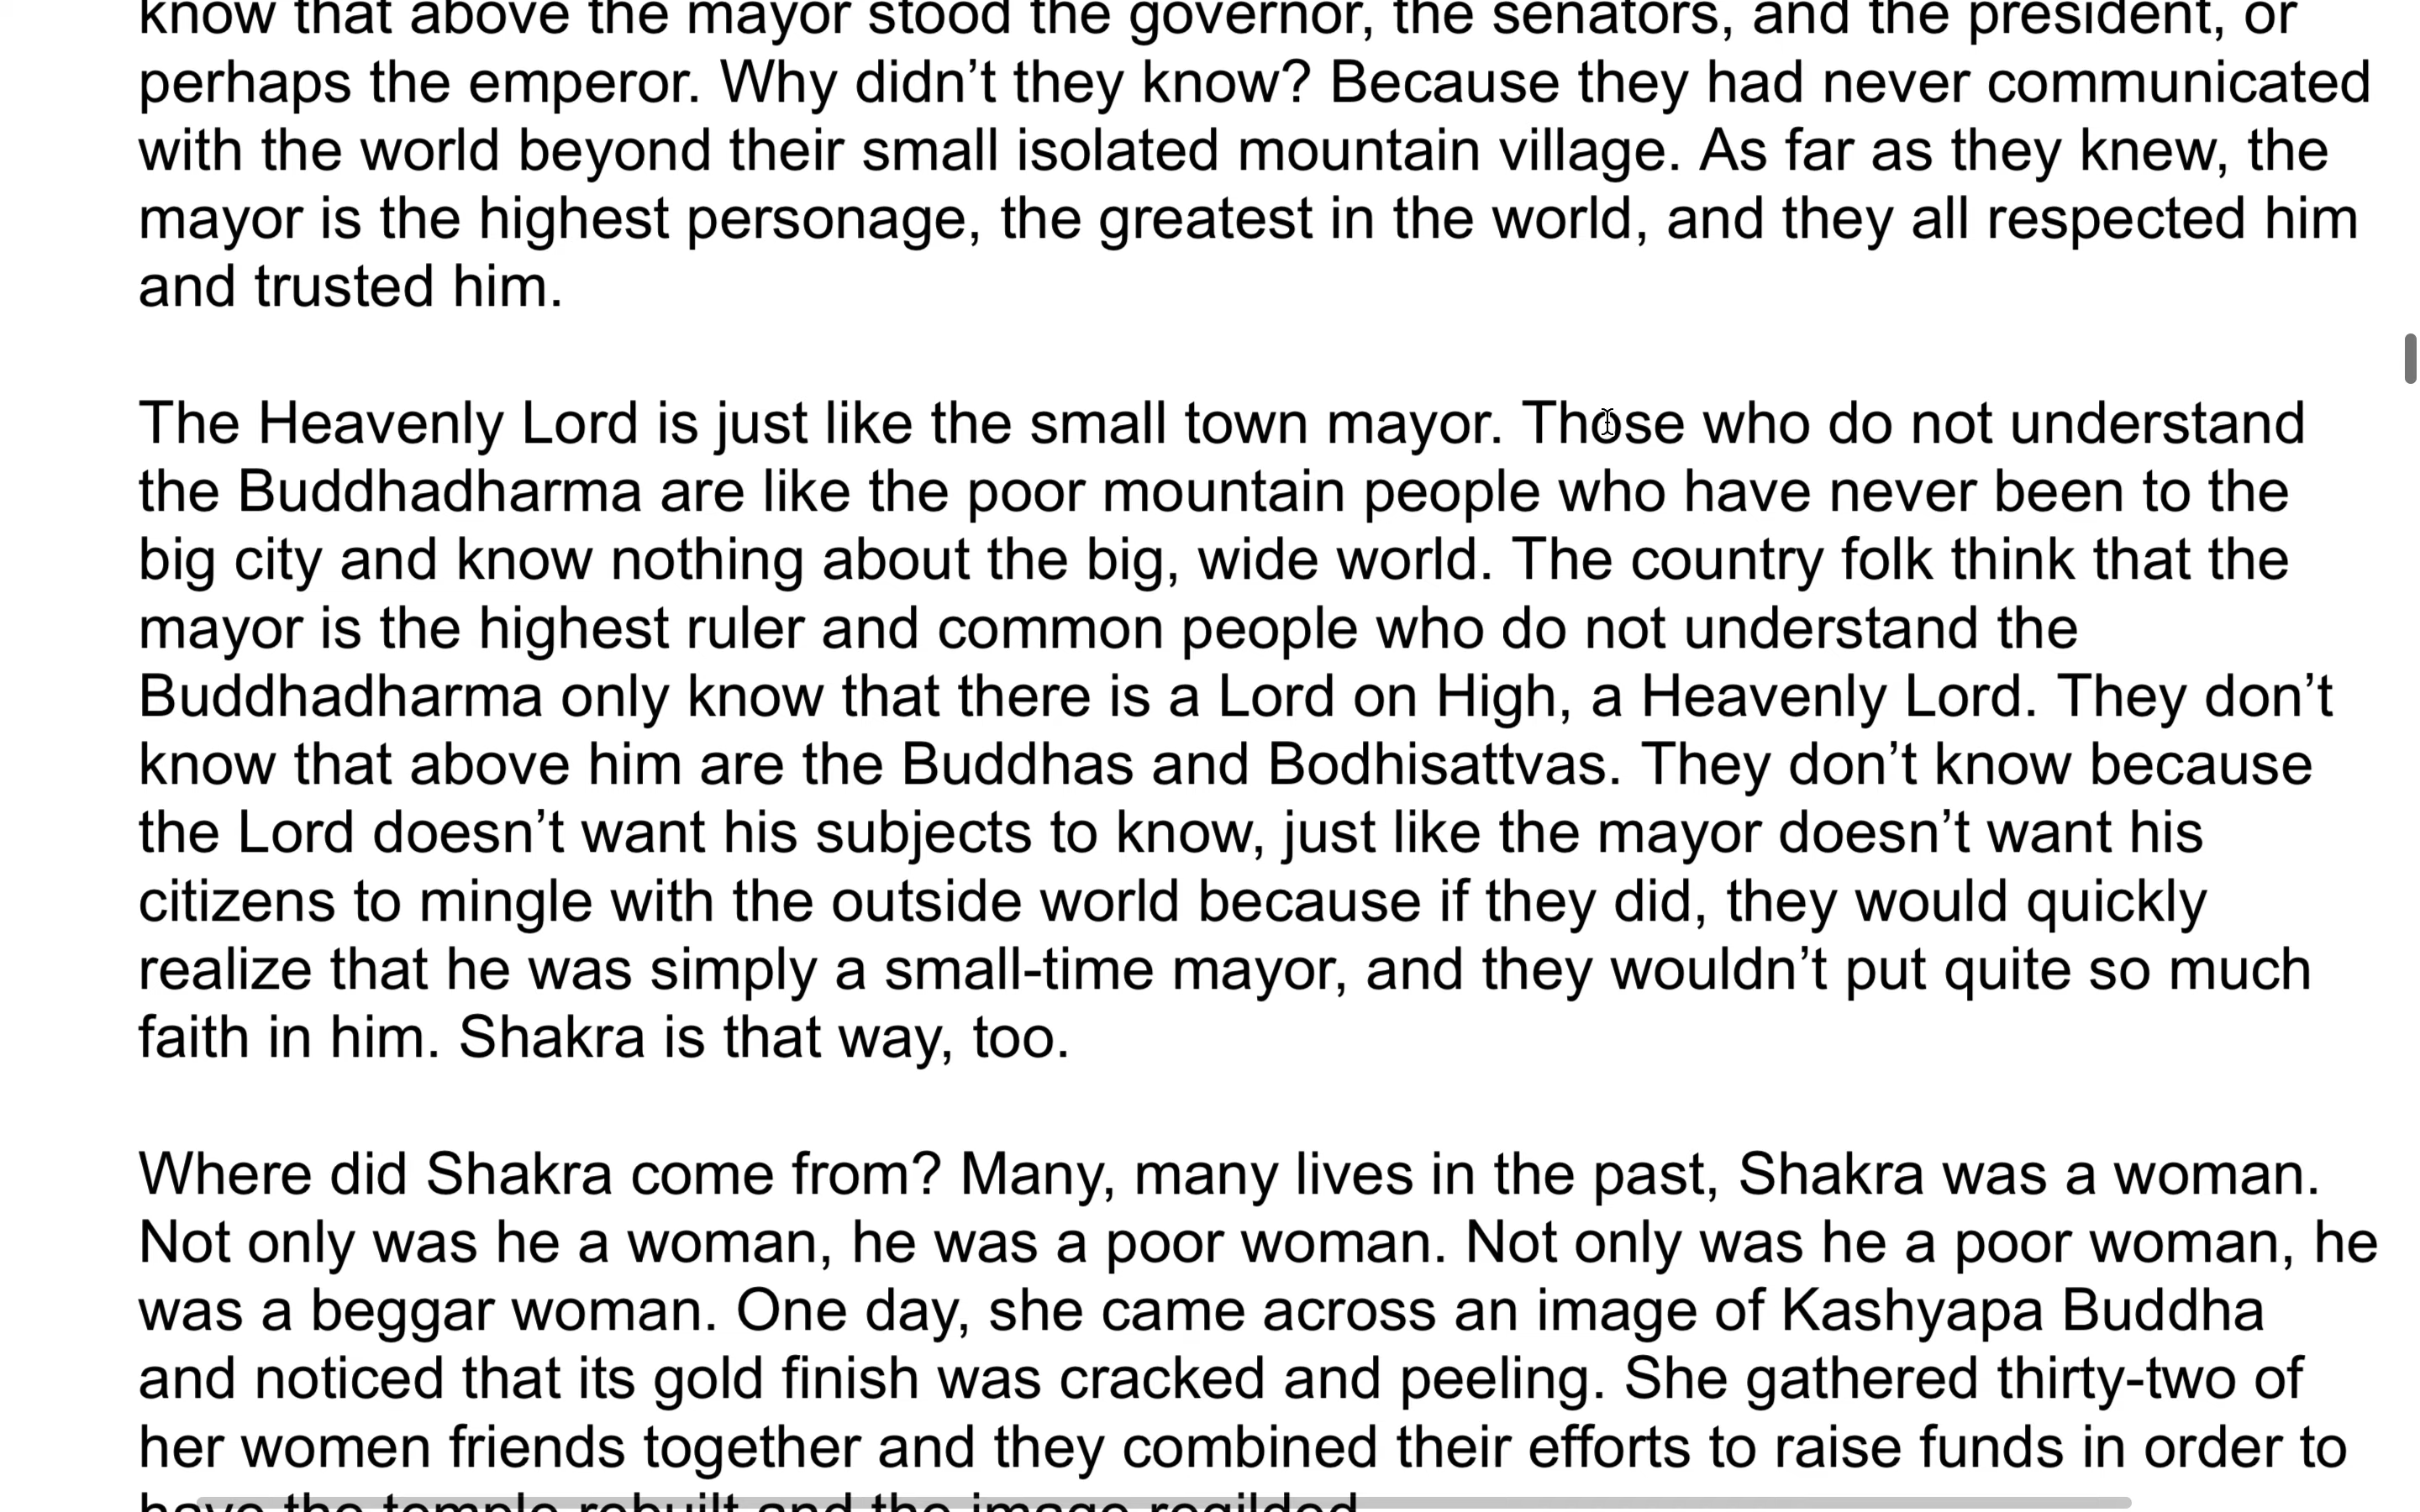 know that above the mayor stood the governor, the senators, and the president, or
perhaps the emperor. Why didn’t they know? Because they had never communicated
with the world beyond their small isolated mountain village. As far as they knew, the
mayor is the highest personage, the greatest in the world, and they all respected him
and trusted him.
The Heavenly Lord is just like the small town mayor. Those who do not understand
the Buddhadharma are like the poor mountain people who have never been to the
big city and know nothing about the big, wide world. The country folk think that the
mayor is the highest ruler and common people who do not understand the
Buddhadharma only know that there is a Lord on High, a Heavenly Lord. They don’t
know that above him are the Buddhas and Bodhisattvas. They don’t know because
the Lord doesn’t want his subjects to know, just like the mayor doesn’t want his
citizens to mingle with the outside world because if they did, they would quickly
realize that he was simply a small-time mayor, and they wouldn’t put quite so much
faith in him. Shakra is that way, too.
Where did Shakra come from? Many, many lives in the past, Shakra was a woman.
Not only was he a woman, he was a poor woman. Not only was he a poor woman, he
was a beggar woman. One day, she came across an image of Kashyapa Buddha
and noticed that its gold finish was cracked and peeling. She gathered thirty-two of
her women friends together and they combined their efforts to raise funds in order to
have the temple rebuilt and the image regilded.